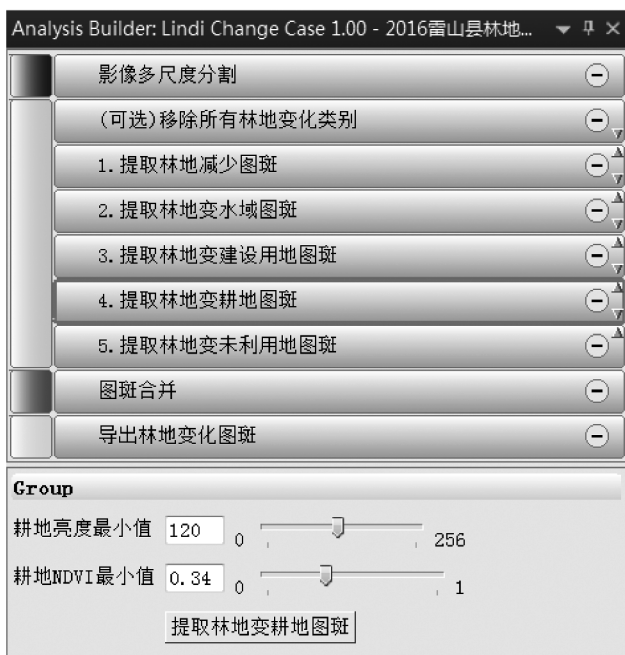 Analysis Builder: Lindi Change Case 1.00 - 2016雷山县林地...
影像多尺度分割
(可选)移除所有林地变化类别
1. 提取林地减少图斑
2. 提取林地变水域图斑
3. 提取林地变建设用地图斑
4. 提取林地变耕地图斑
5. 提取林地变未利用地图斑
图斑合并
导出林地变化图斑
Group
耕地亮度最小值 120 0 256
耕地NDVI最小值 0.34 0 1
提取林地变耕地图斑